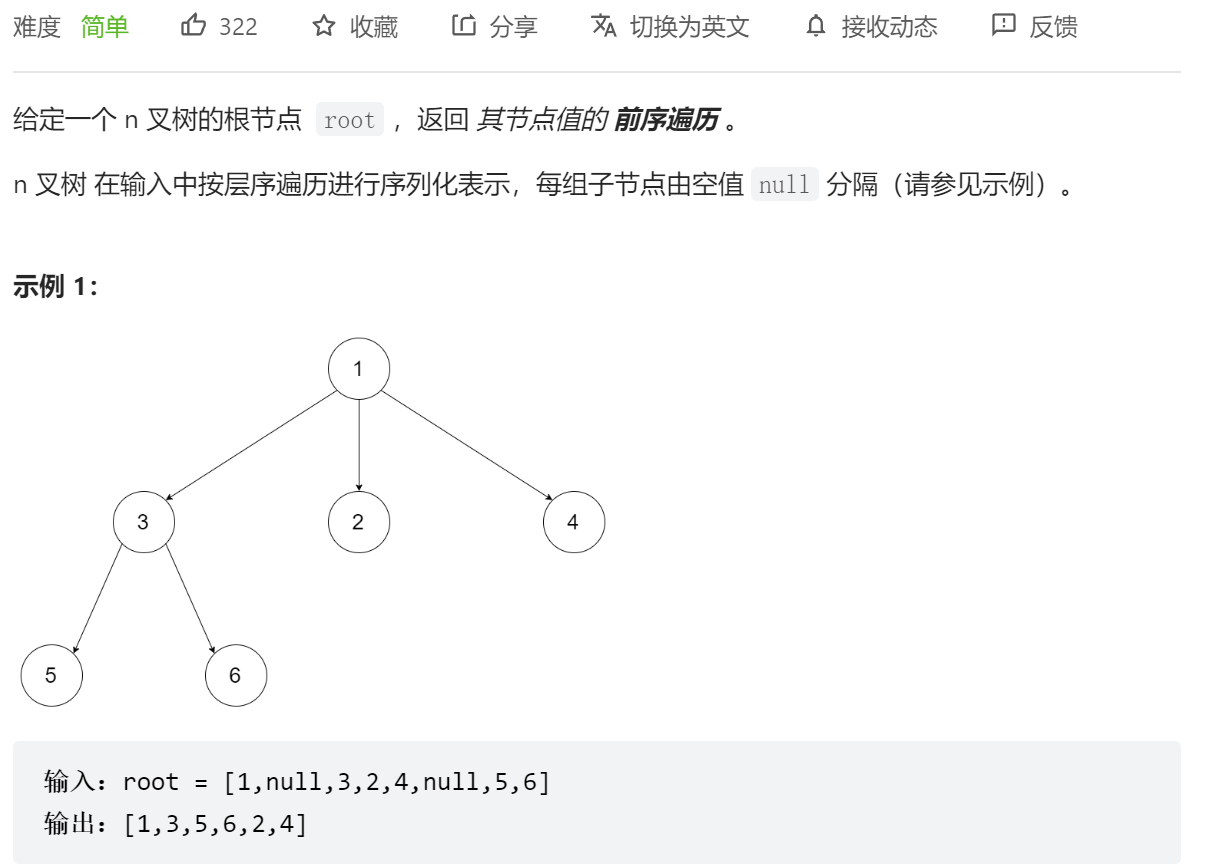 难度 简单 322 收藏 分享 切换为英文 接收动态 反馈
给定一个 n 叉树的根节点 root ，返回 其节点值的 前序遍历 。
n 叉树 在输入中按层序遍历进行序列化表示，每组子节点由空值 null 分隔（请参见示例）。
示例 1：
1
3 2 4
5 6
输入：root = [1,null,3,2,4,null,5,6]
输出：[1,3,5,6,2,4]